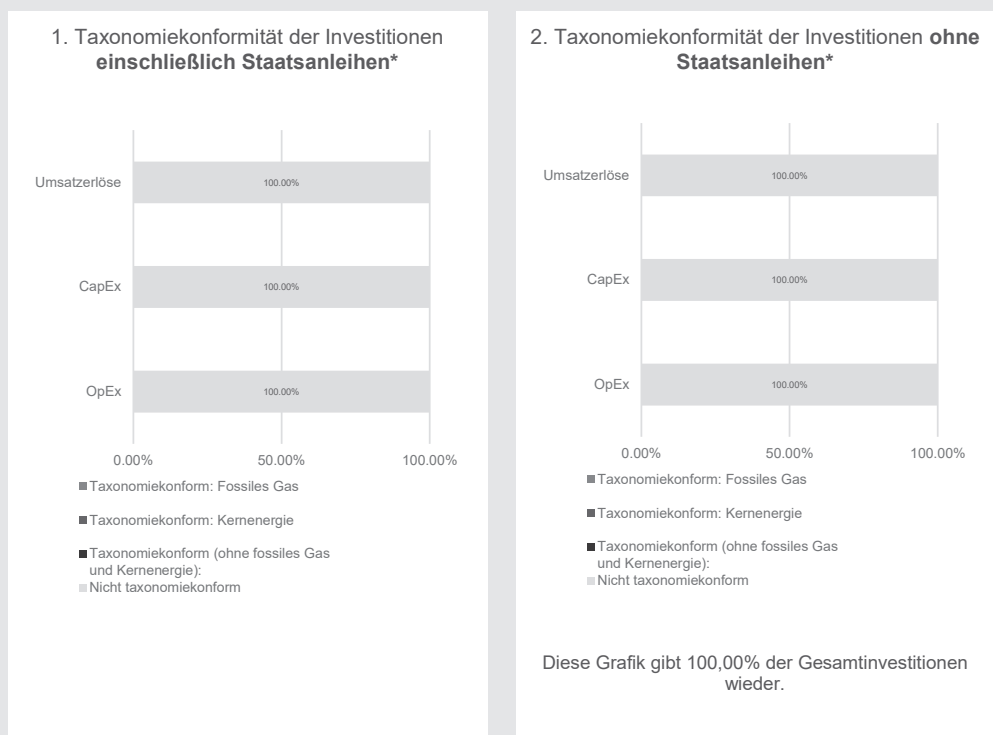 1. Taxonomiekonformität der Investitionen
einschließlich Staatsanleihen*
Umsatzerlöse
100.00%
CapEx
100.00%
OpEx
100.00%
0.00% 50.00% 100.00%
Taxonomiekonform: Fossiles Gas
Taxonomiekonform: Kernenergie
Taxonomiekonform (ohne fossiles Gas
und Kernenergie):
Nicht taxonomiekonform
2. Taxonomiekonformität der Investitionen ohne
Staatsanleihen*
Umsatzerlöse
100.00%
CapEx
100.00%
OpEx
100.00%
0.00% 50.00% 100.00%
Taxonomiekonform: Fossiles Gas
Taxonomiekonform: Kernenergie
Taxonomiekonform (ohne fossiles Gas
und Kernenergie):
Nicht taxonomiekonform
Diese Grafik gibt 100,00% der Gesamtinvestitionen
wieder.